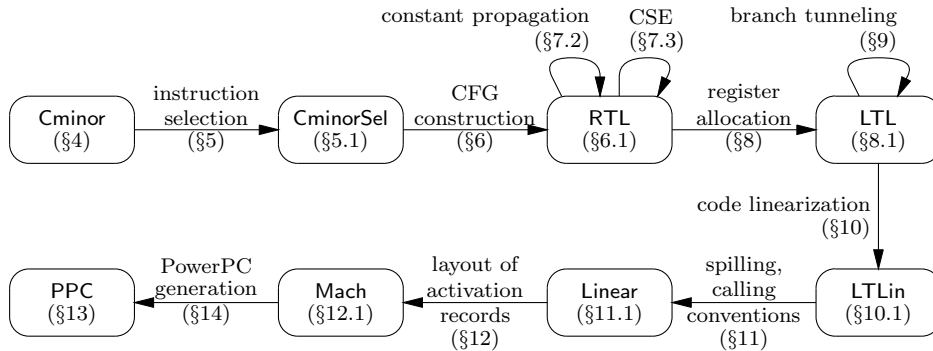 constant propagation
(§7.2)
CSE
(§7.3)
branch tunneling
(§9)
Cminor
(§4)
instruction
selection
(§5)
CminorSel
(§5.1)
CFG
construction
(§6)
RTL
(§6.1)
register
allocation
(§8)
LTL
(§8.1)
code linearization
(§10)
PPC
(§13)
PowerPC
generation
(§14)
Mach
(§12.1)
layout of
activation
records
(§12)
Linear
(§11.1)
spilling,
calling
conventions
(§11)
LTLin
(§10.1)